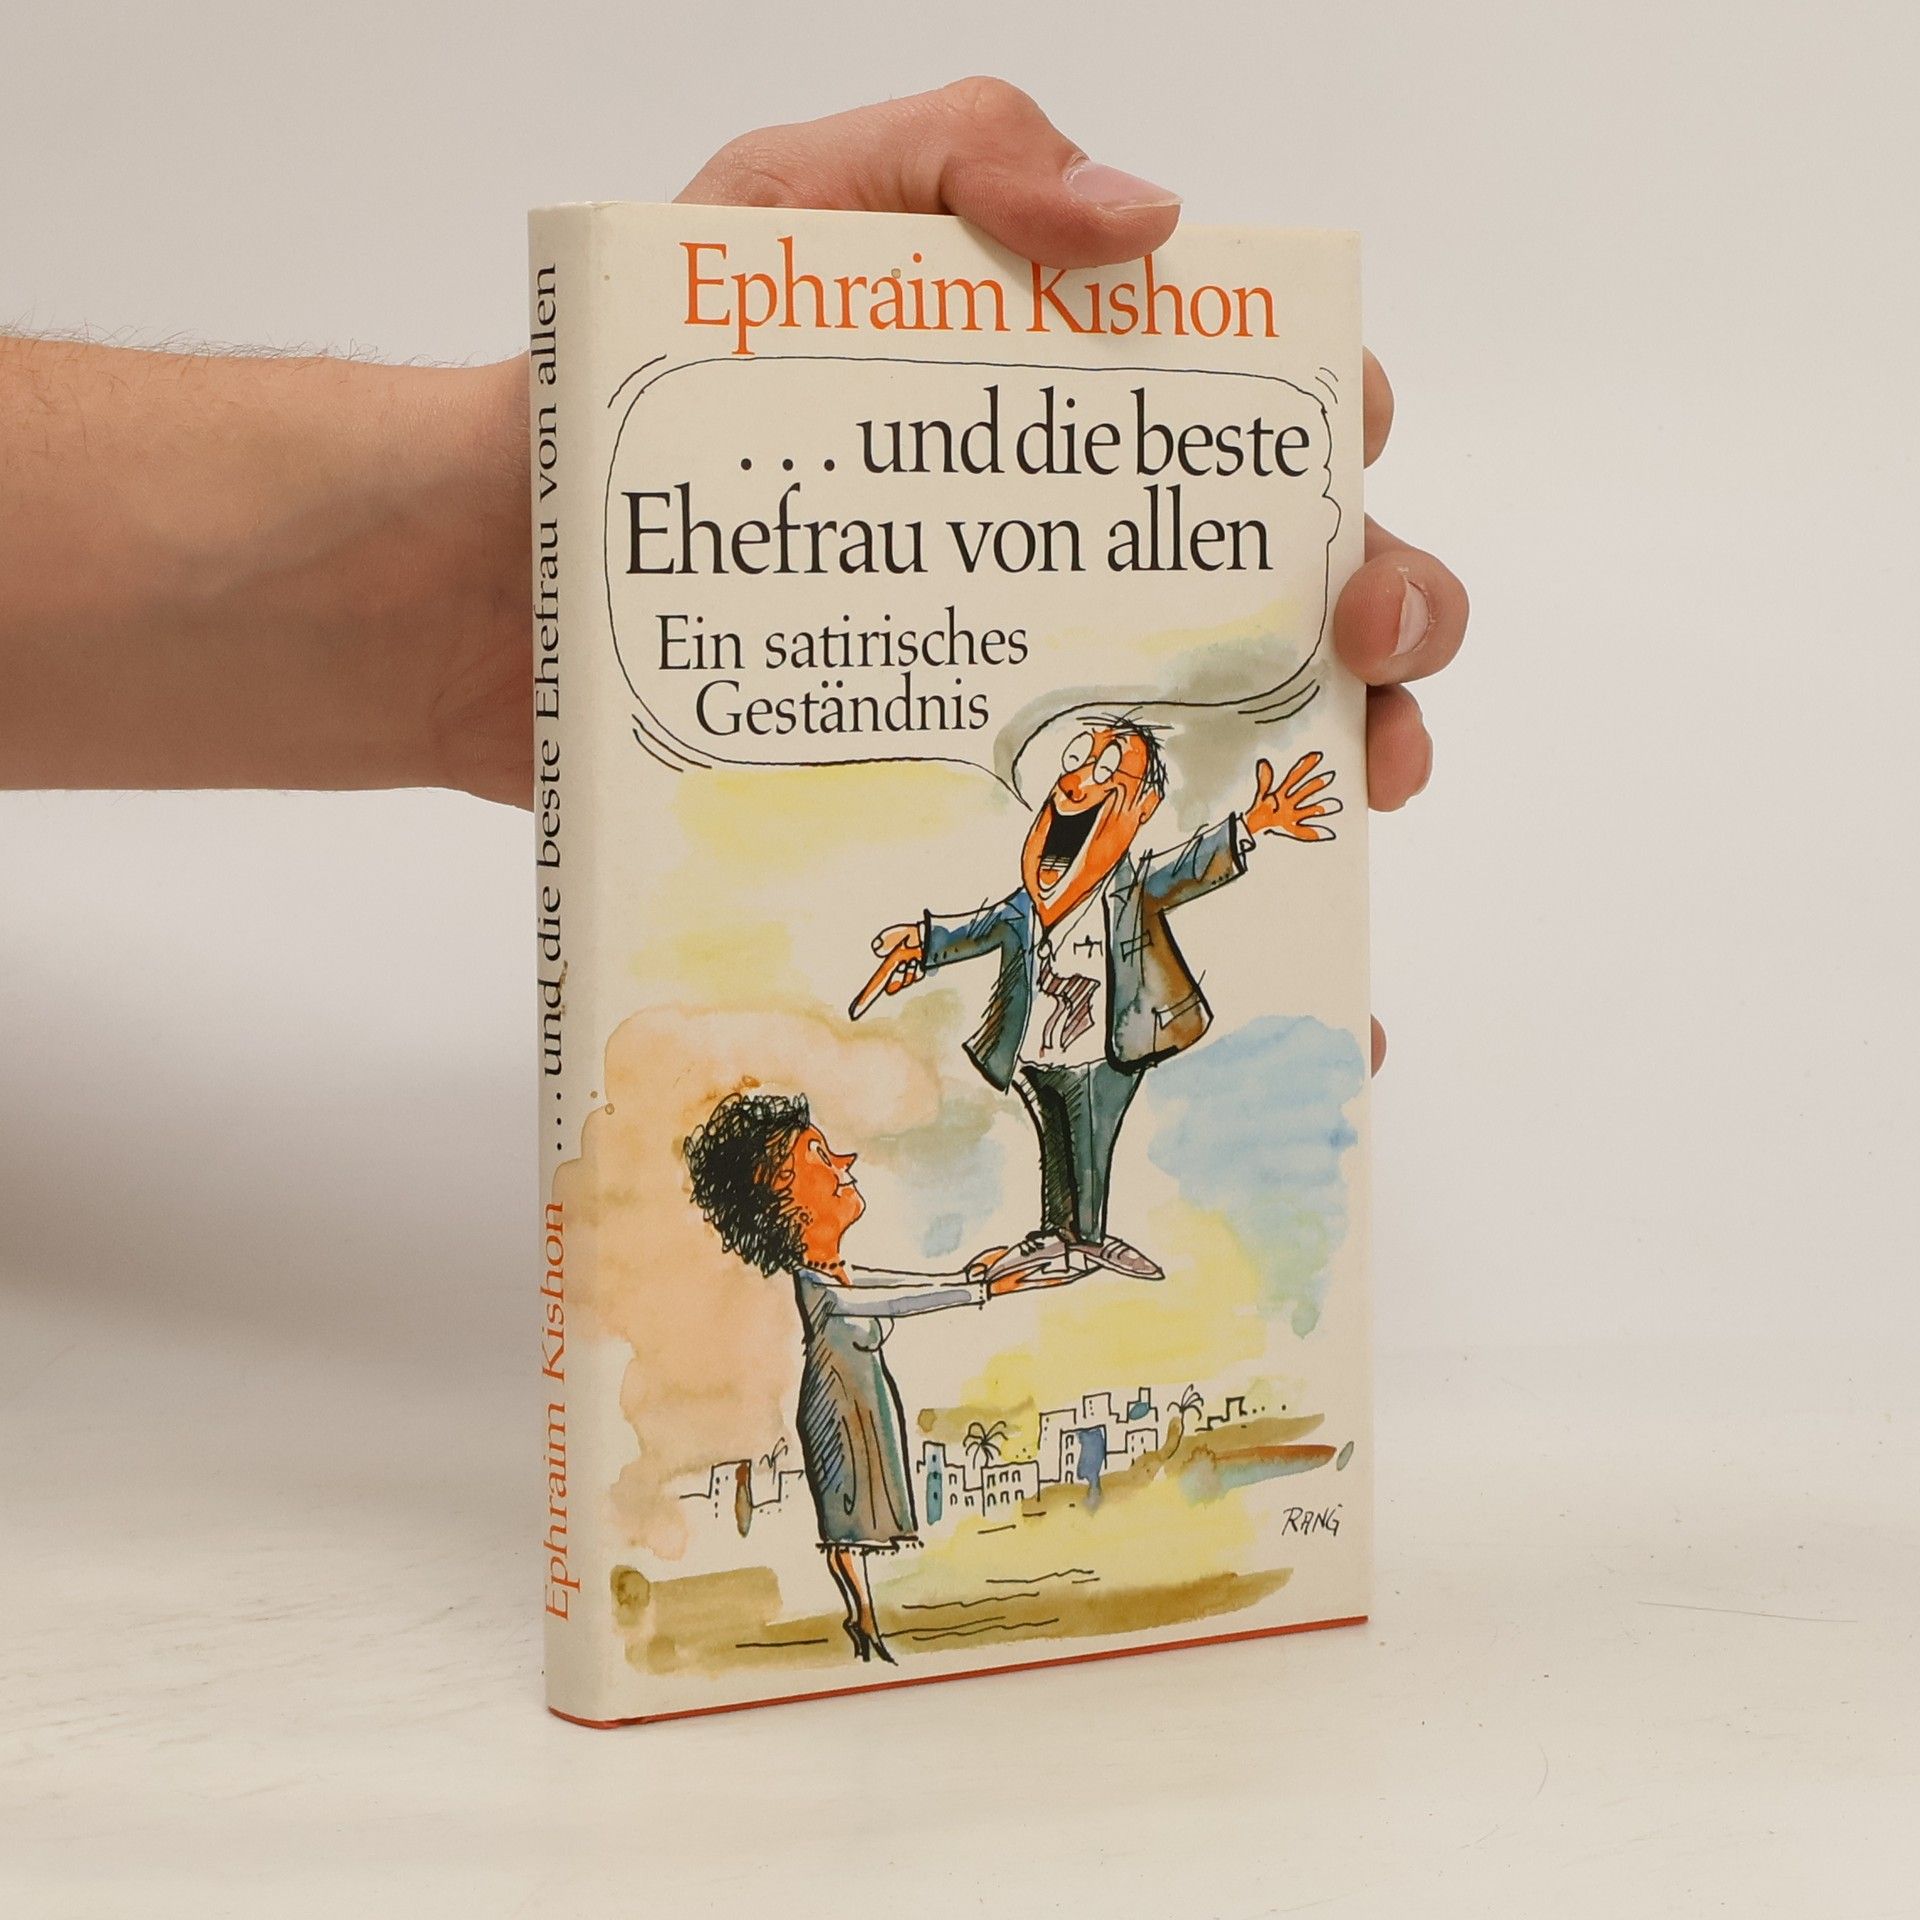 Ephraim Kishon
. . . und die beste
Ehefrau von allen
Ein satirisches
Geständnis
RANG
Ephraim Kishon . . . und die beste Ehefrau von allen